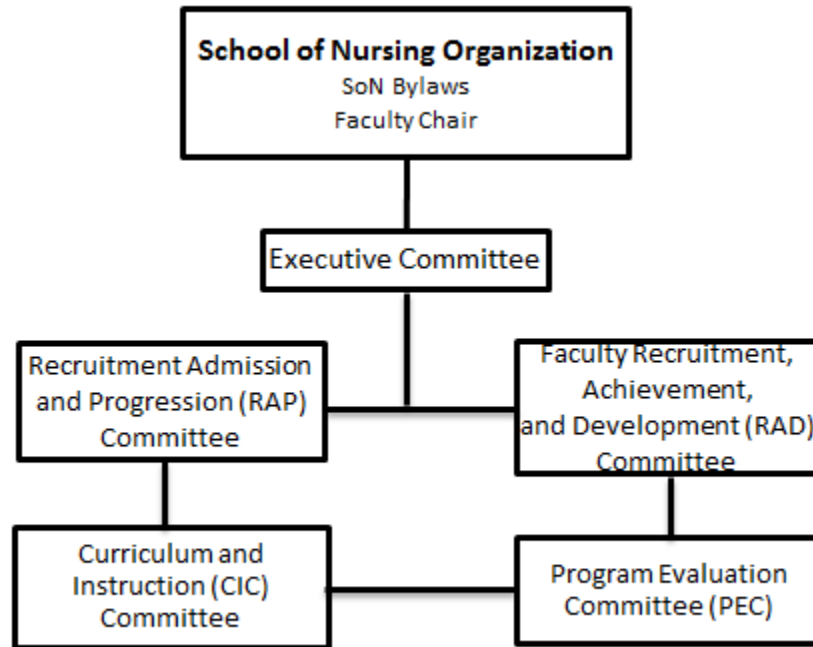 School of Nursing Organization
SoN Bylaws
Faculty Chair
Executive Committee
Recruitment Admission
and Progression (RAP)
Committee
Faculty Recruitment,
Achievement,
and Development (RAD)
Committee
Curriculum and
Instruction (CIC)
Committee
Program Evaluation
Committee (PEC)